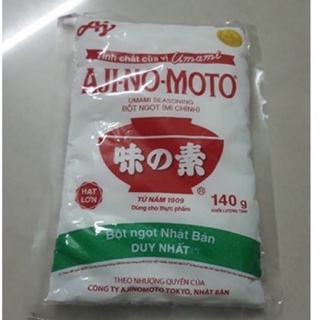 Aj
Tinh chất của vị Umami
AJI-NO-MOTO®
UMAMI SEASONING
BỘT NGỌT (MÌ CHÍNH)
味の素
®
HẠT
LỚN
TỪ NĂM 1909
Dùng cho thực phẩm
140 g
KHỐI LƯỢNG TỊNH
Bột ngọt Nhật Bản
DUY NHẤT(*)
THEO NHƯỢNG QUYỀN CỦA
CÔNG TY AJINOMOTO TOKYO, NHẬT BẢN